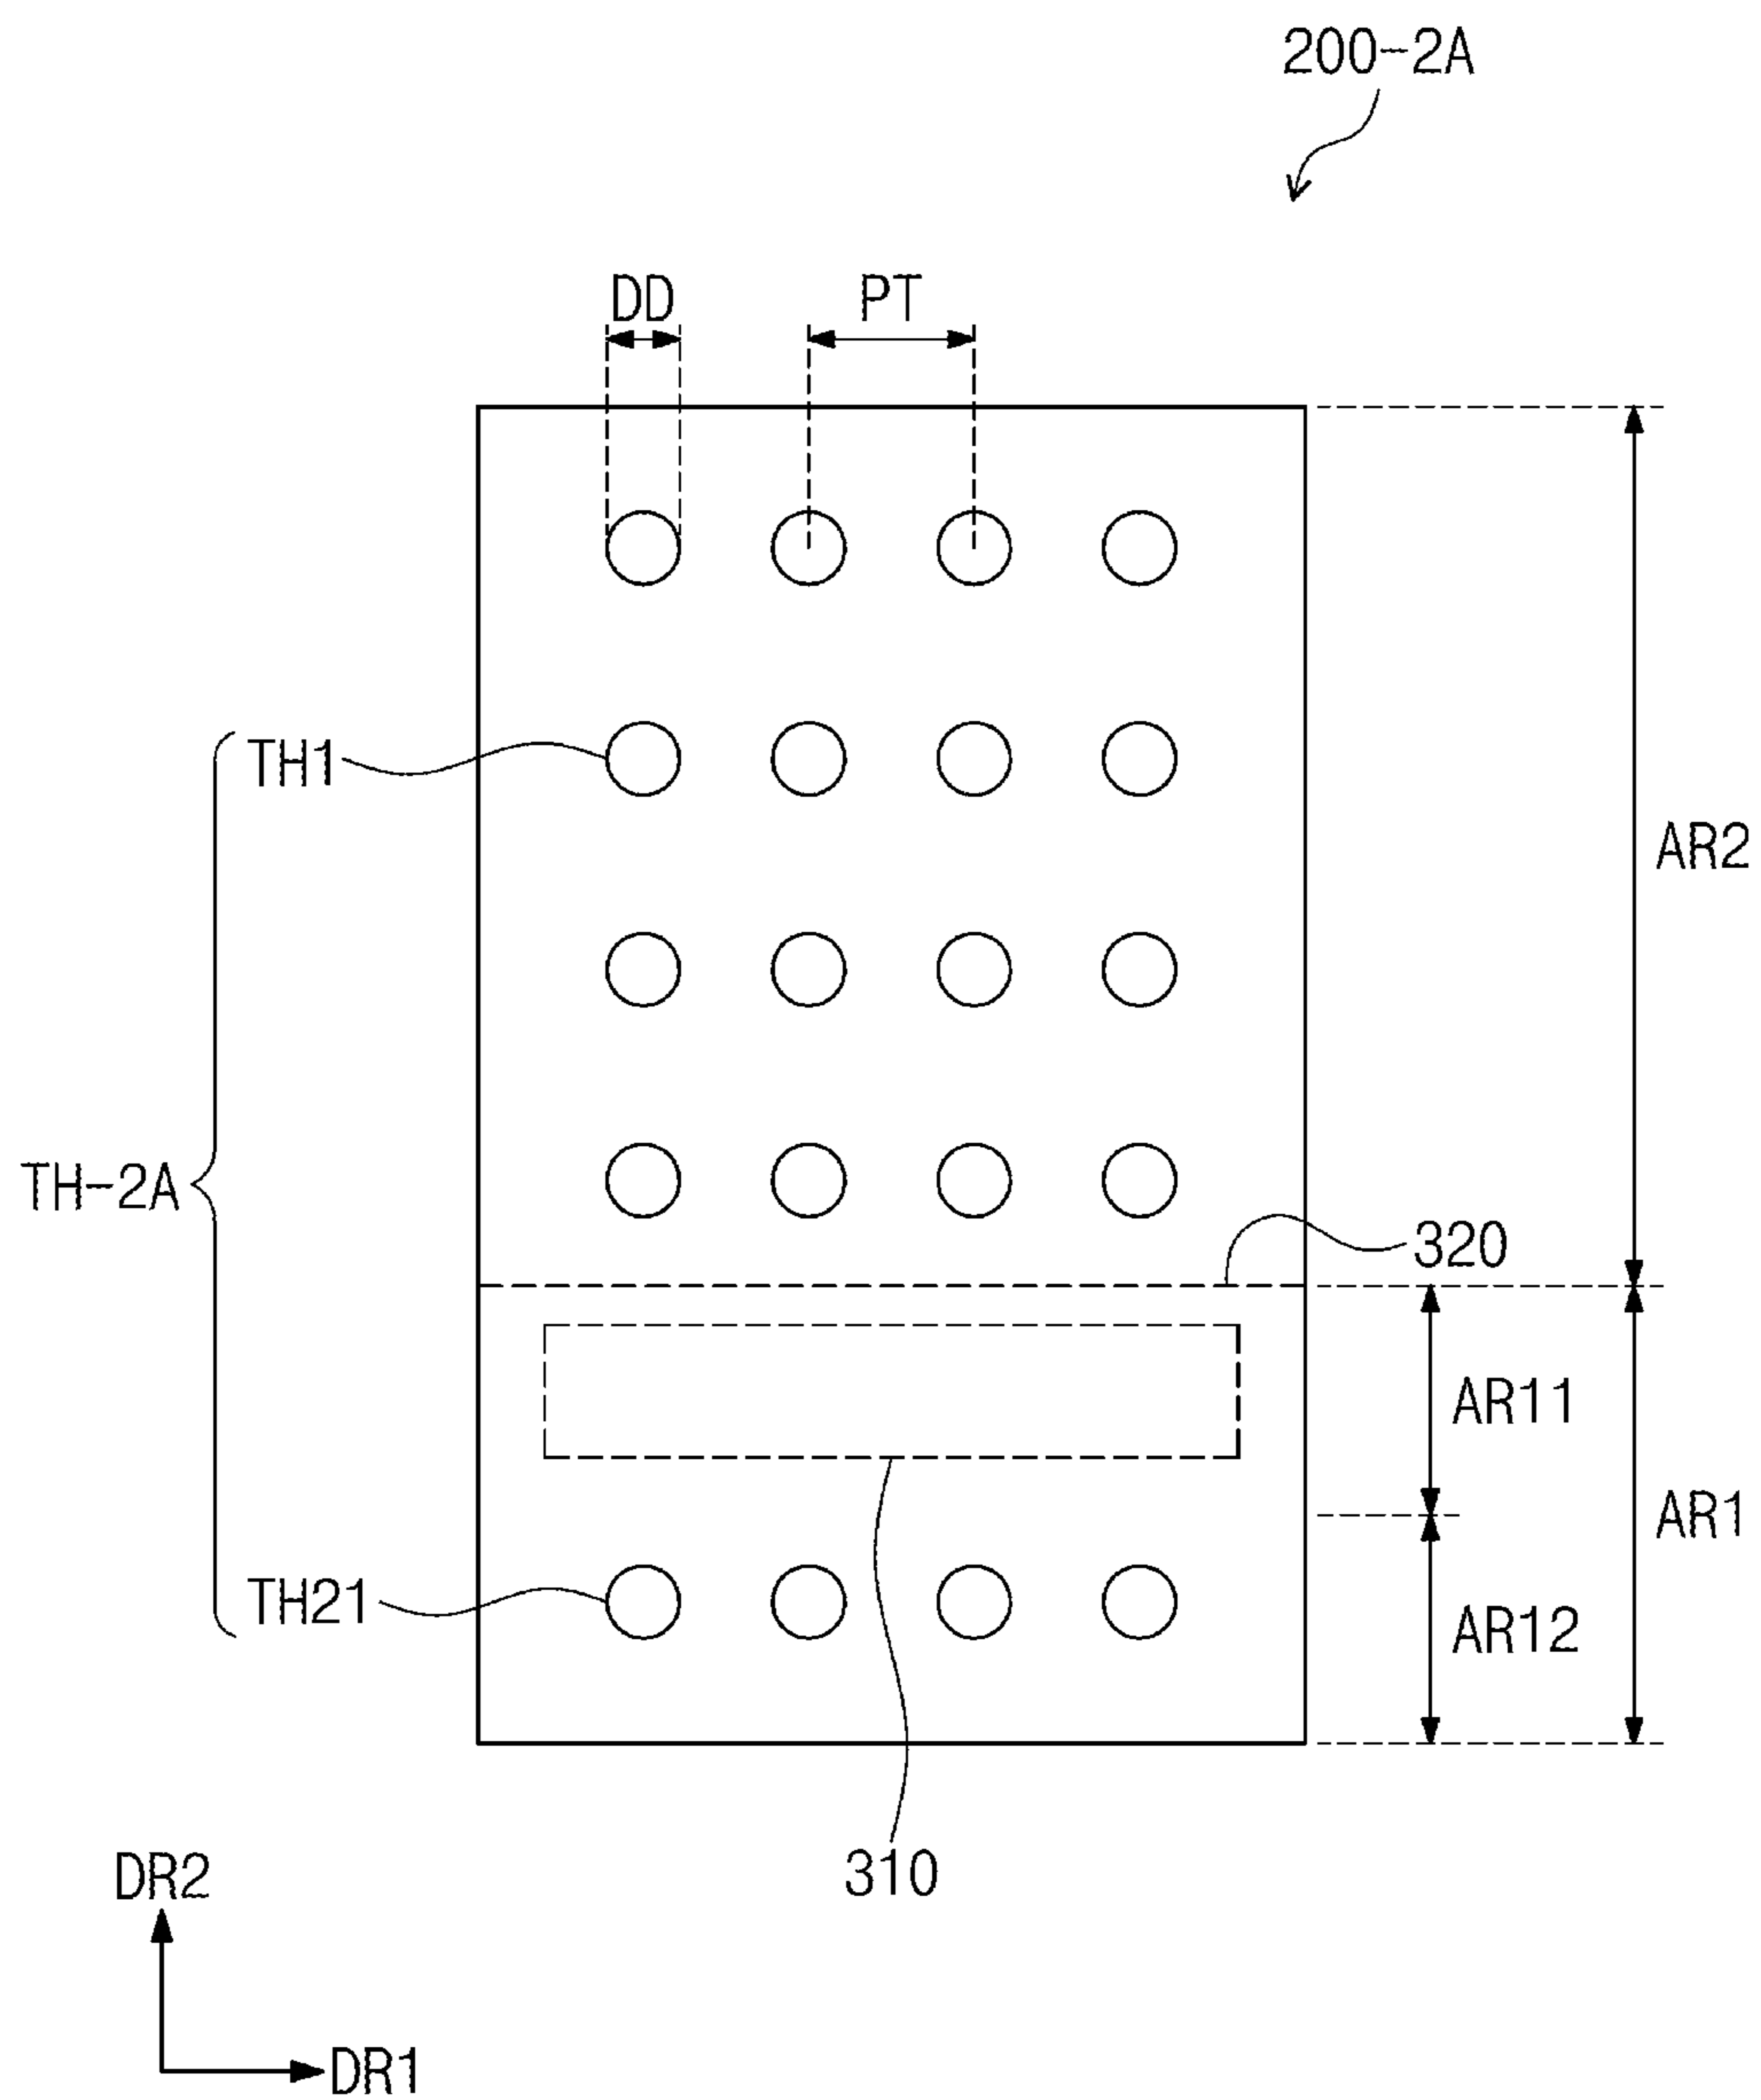 200-2A
DD
PT
TH1
AR2
TH-2A
320
AR11
AR1
TH21
AR12
310
DR2
DR1